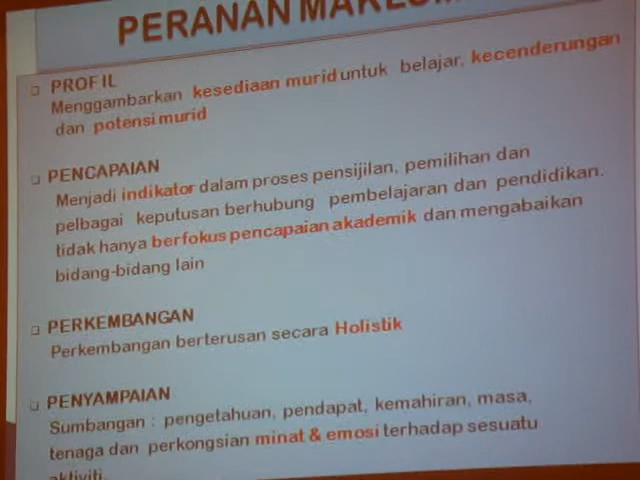 PERANAN
PROFIL
Menggambarkan kesediaan murid untuk belajar, kecenderungan
dan potensi murid
PENCAPAIAN
Menjadi indikator dalam proses pensijilan, pemilihan dan
pelbagai keputusan berhubung pembelajaran dan pendidikan.
tidak hanya berfokus pencapaian akademik dan mengabaikan
bidang-bidang lain
PERKEMBANGAN
Perkembangan berterusan secara Holistik
PENYAMPAIAN
Sumbangan : pengetahuan, pendapat, kemahiran, masa,
tenaga dan perkongsian minat & emosi terhadap sesuatu
aktiviti.